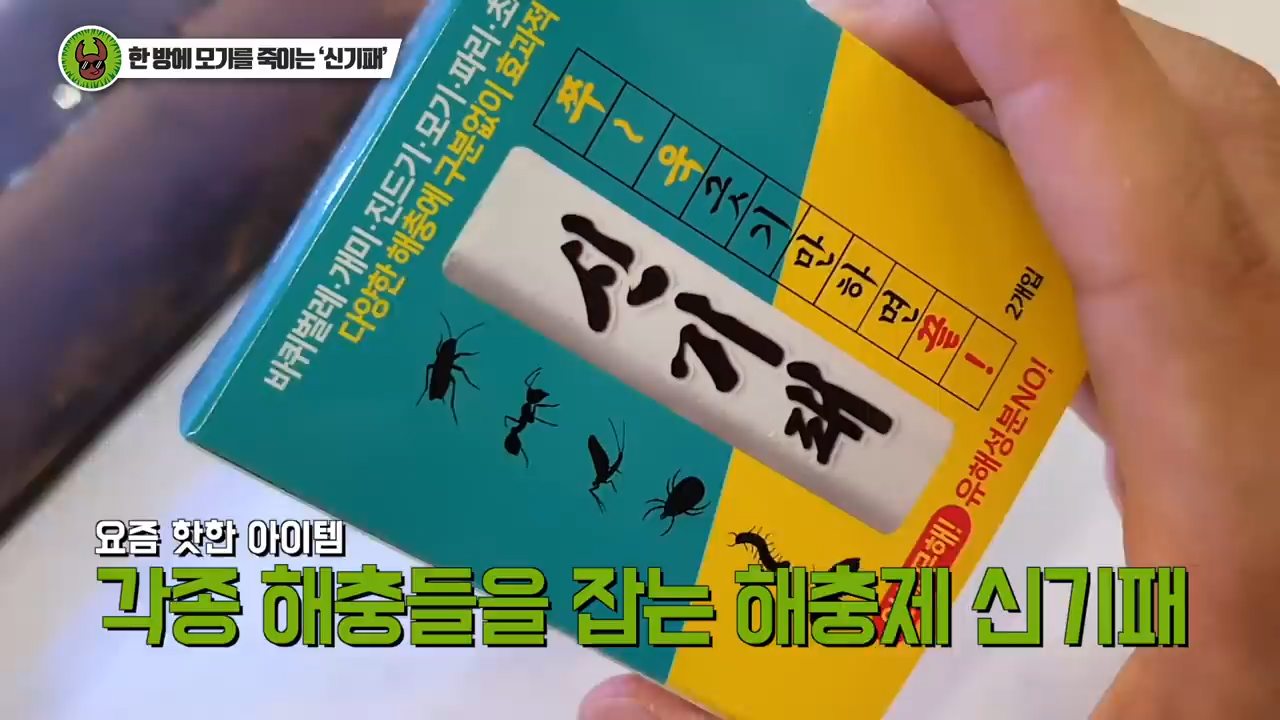 한 방에 모기를 죽이는 '신기패'
바퀴벌레·개미·진드기·모기·파리·초
다양한 해충에 구분없이 효과적
쭈~욱 긋기만하면 끝!
신기패
2개입
유해성분NO!
요즘 핫한 아이템
각종 해충들을 잡는 해충제 신기패